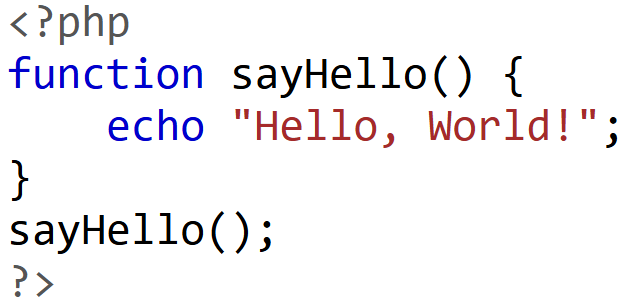 <?php
function sayHello() {
    echo "Hello, World!";
}
sayHello();
?>